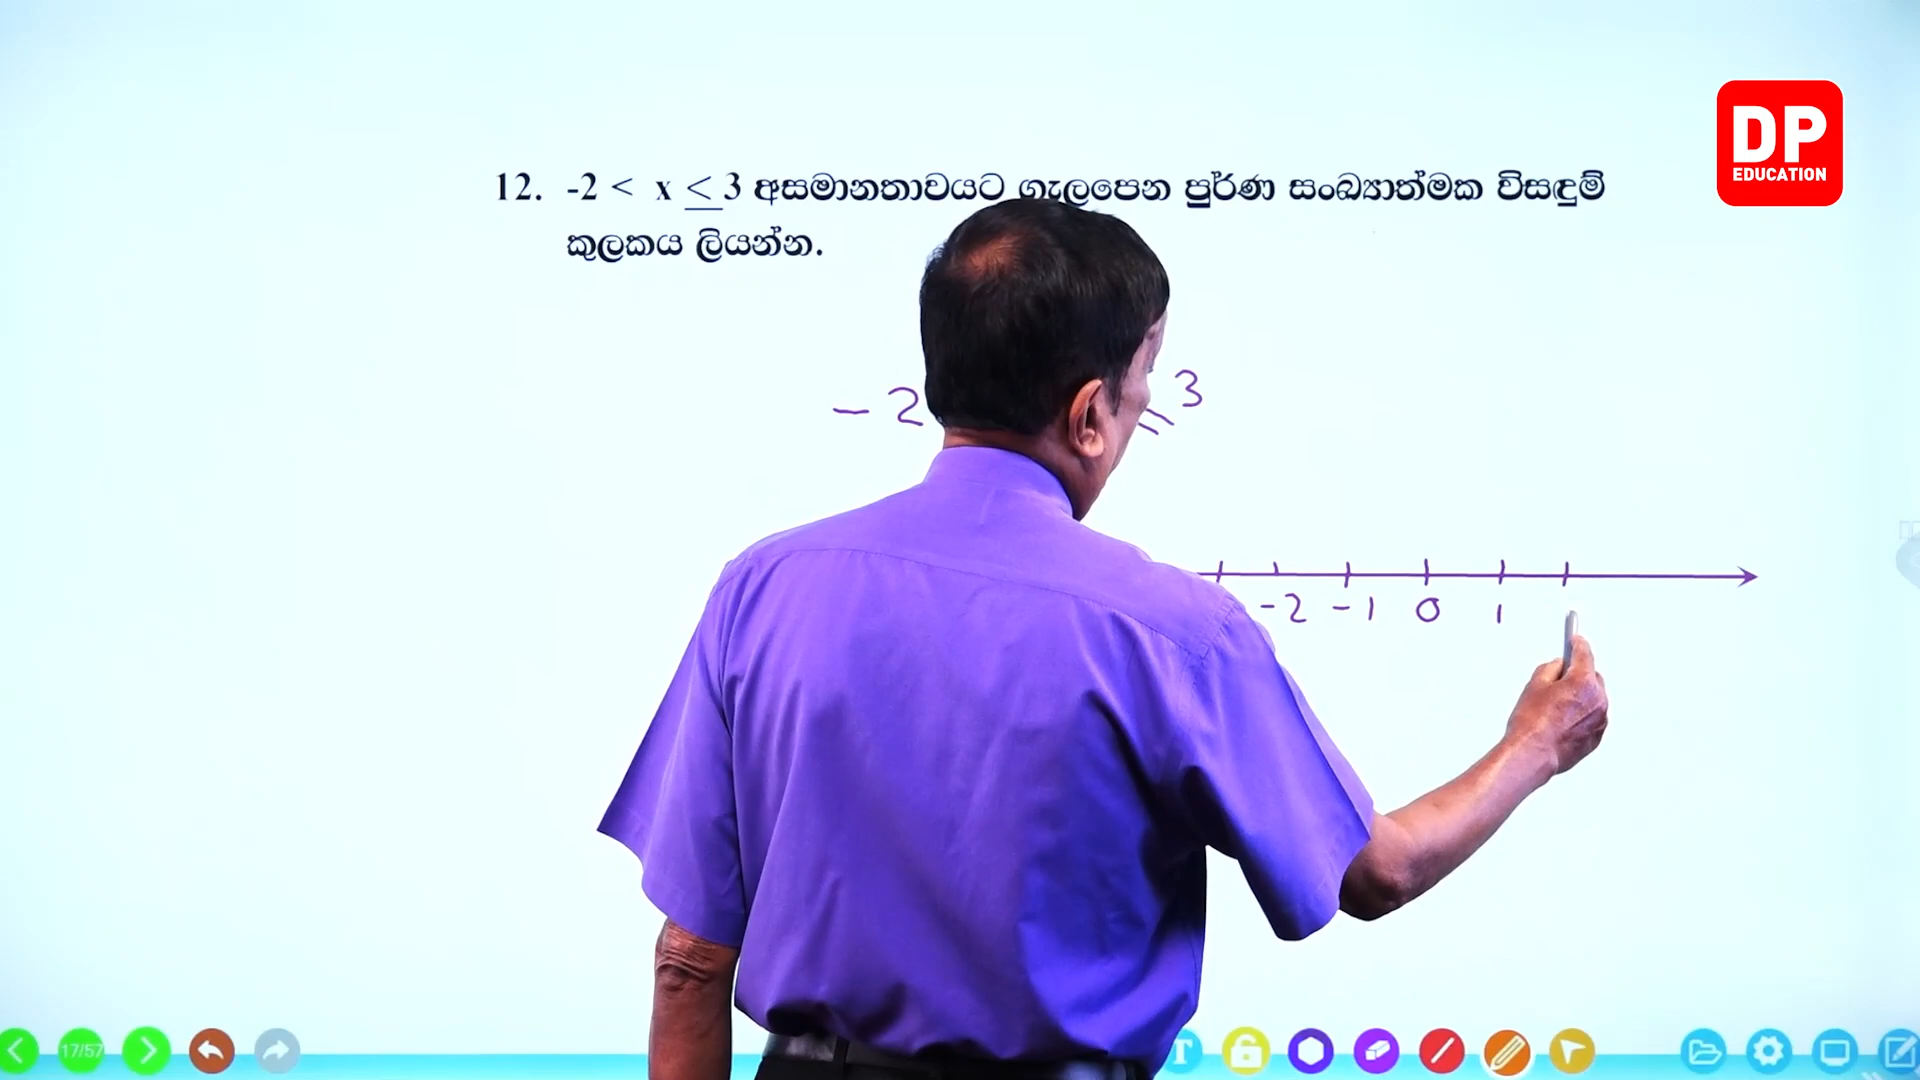 DP
EDUCATION
12. -2 < x ≤ 3 අසමානතාවයට ගැලපෙන පුර්ණ සංඛ්‍යාත්මක විසඳුම්
කුලකය ලියන්න.
- 2 3
-2 -1 0 1
17/57
T